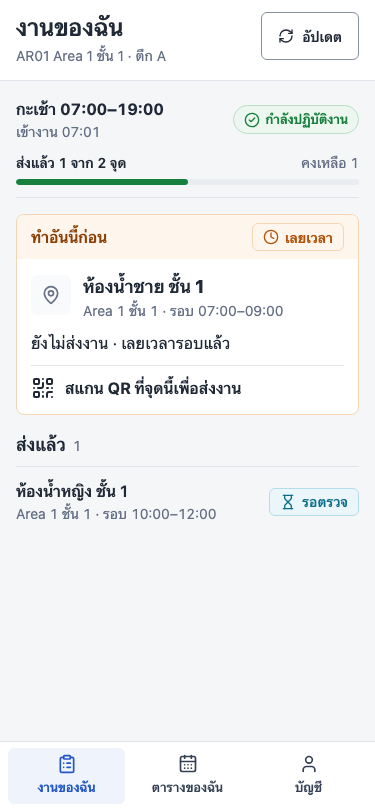 งานของฉัน
AR01 Area 1 ชั้น 1 · ตึก A
อัปเดต
กะเช้า 07:00–19:00
เข้างาน 07:01
กำลังปฏิบัติงาน
ส่งแล้ว 1 จาก 2 จุด
คงเหลือ 1
ทำอันนี้ก่อน
เลยเวลา
ห้องน้ำชาย ชั้น 1
Area 1 ชั้น 1 · รอบ 07:00–09:00
ยังไม่ส่งงาน · เลยเวลารอบแล้ว
สแกน QR ที่จุดนี้เพื่อส่งงาน
ส่งแล้ว 1
ห้องน้ำหญิง ชั้น 1
Area 1 ชั้น 1 · รอบ 10:00–12:00
รอตรวจ
งานของฉัน
ตารางของฉัน
บัญชี